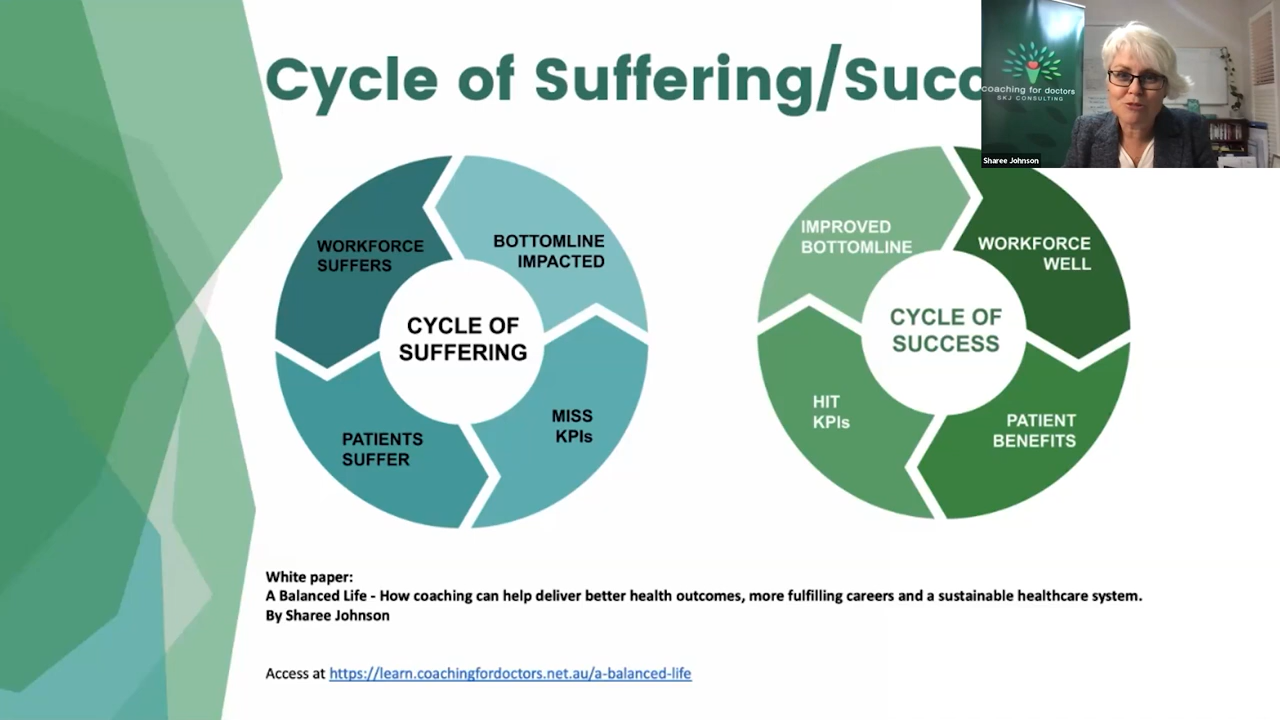 Cycle of Suffering/Succ
coaching for doctors
SKJ CONSULTING
Sharee Johnson
WORKFORCE
SUFFERS
BOTTOMLINE
IMPACTED
CYCLE OF
SUFFERING
MISS
KPIs
PATIENTS
SUFFER
IMPROVED
BOTTOMLINE
WORKFORCE
WELL
CYCLE OF
SUCCESS
HIT
KPIs
PATIENT
BENEFITS
White paper:
A Balanced Life - How coaching can help deliver better health outcomes, more fulfilling careers and a sustainable healthcare system.
By Sharee Johnson
Access at https://learn.coachingfordoctors.net.au/a-balanced-life